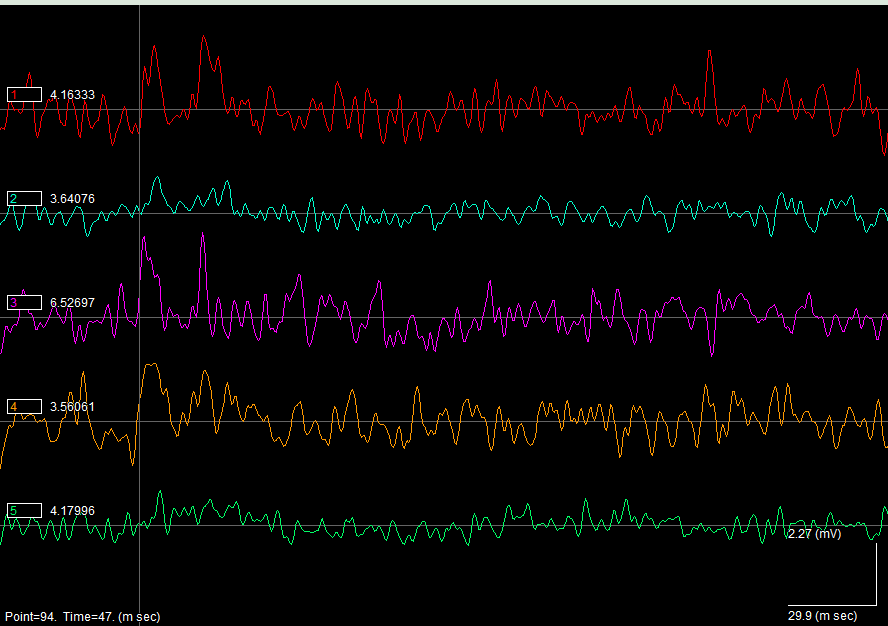 1 4.16333
2 3.64076
3 6.52697
4 3.56061
5 4.17996
2.27 (mV)
29.9 (m sec)
Point=94. Time=47. (m sec)